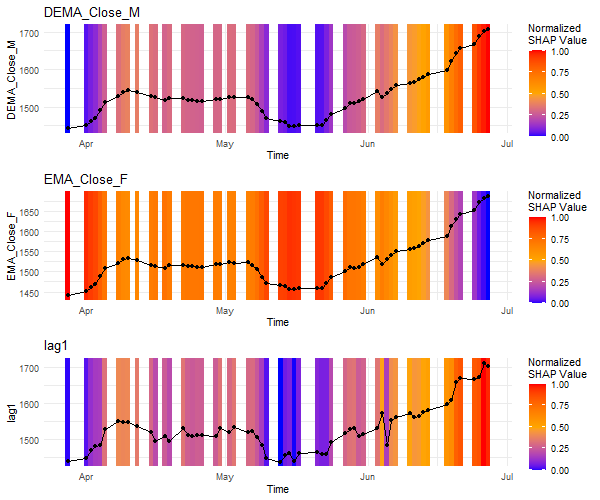 DEMA_Close_M
DEMA_Close_M
1700
1600
1500
Apr
May
Jun
Jul
Time
Normalized
SHAP Value
1.00
0.75
0.50
0.25
0.00
EMA_Close_F
EMA_Close_F
1650
1600
1550
1500
1450
Apr
May
Jun
Jul
Time
Normalized
SHAP Value
1.00
0.75
0.50
0.25
0.00
lag1
lag1
1700
1600
1500
Apr
May
Jun
Jul
Time
Normalized
SHAP Value
1.00
0.75
0.50
0.25
0.00